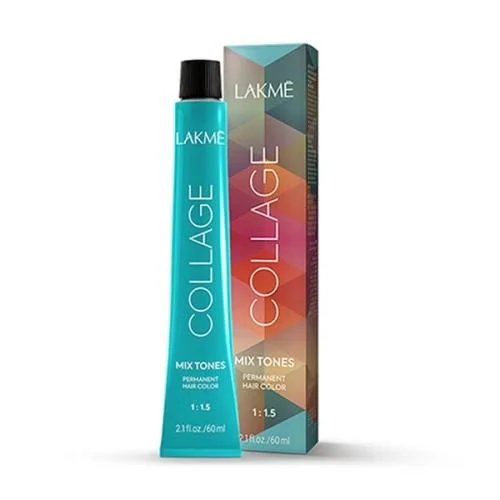 LAKMĒ
COLLAGE
MIX TONES
PERMANENT
HAIR COLOR
1 : 1.5
2.1 fl.oz./60 ml
LAKMĒ
COLLAGE
MIX TONES
PERMANENT
HAIR COLOR
1 : 1.5
2.1 fl.oz./60 ml